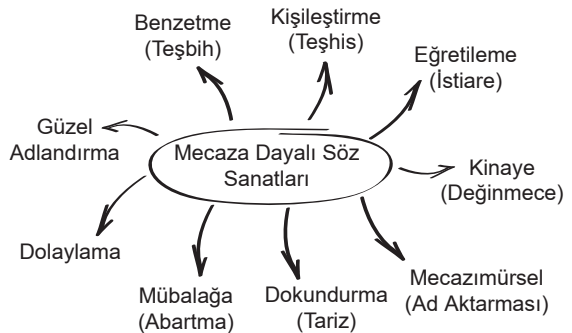 Benzetme
(Teşbih)
Kişileştirme
(Teşhis)
Eğretileme
(İstiare)
Güzel
Adlandırma
Mecaza Dayalı Söz
Sanatları
Kinaye
(Değinmece)
Dolaylama
Mübalağa
(Abartma)
Dokundurma
(Tariz)
Mecazımürsel
(Ad Aktarması)